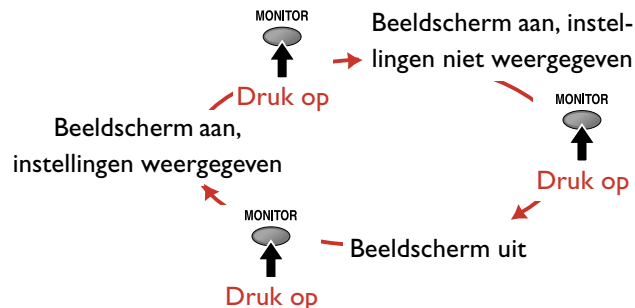 MONITOR
Druk op
Beeldscherm aan, instel-
lingen niet weergegeven
MONITOR
Druk op
Beeldscherm aan,
instellingen weergegeven
MONITOR
Druk op
Beeldscherm uit